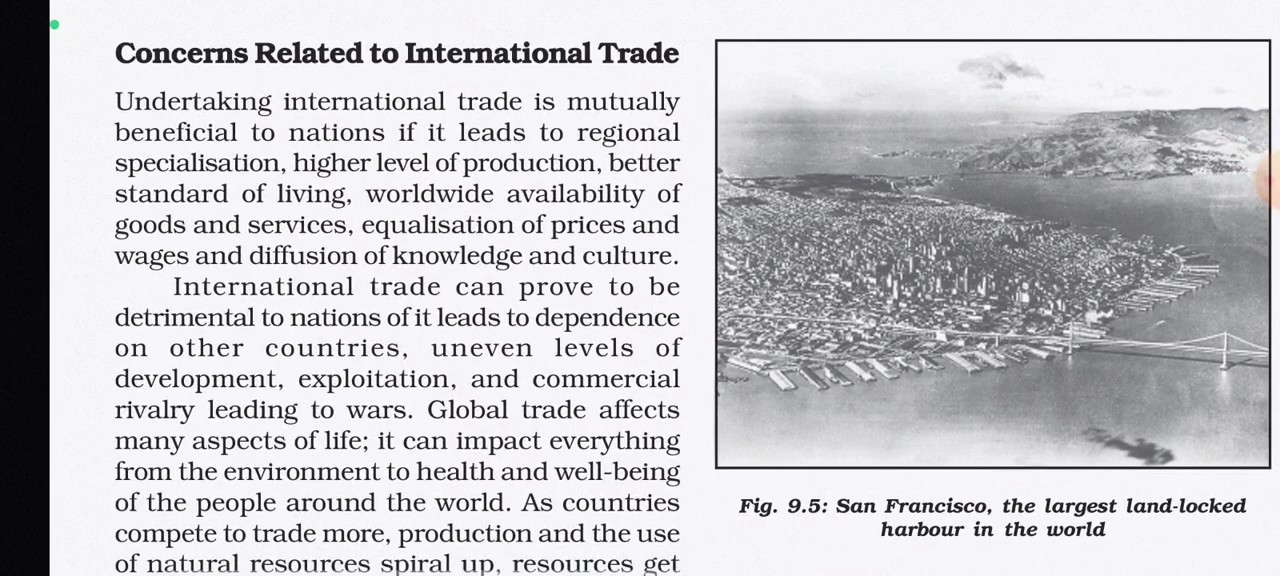 Concerns Related to International Trade
Undertaking international trade is mutually
beneficial to nations if it leads to regional
specialisation, higher level of production, better
standard of living, worldwide availability of
goods and services, equalisation of prices and
wages and diffusion of knowledge and culture.
International trade can prove to be
detrimental to nations of it leads to dependence
on other countries, uneven levels of
development, exploitation, and commercial
rivalry leading to wars. Global trade affects
many aspects of life; it can impact everything
from the environment to health and well-being
of the people around the world. As countries
compete to trade more, production and the use
of natural resources spiral up, resources get
Fig. 9.5: San Francisco, the largest land-locked
harbour in the world